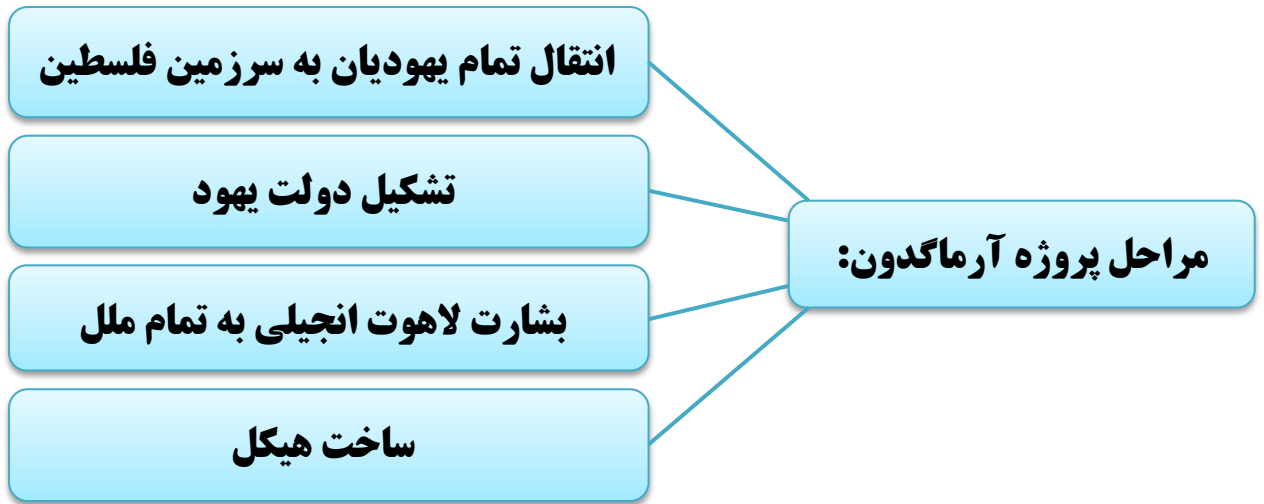 مراحل پروژه آرماگدون:
انتقال تمام یهودیان به سرزمین فلسطین
تشکیل دولت یهود
بشارت لاهوت انجیلی به تمام ملل
ساخت هیکل